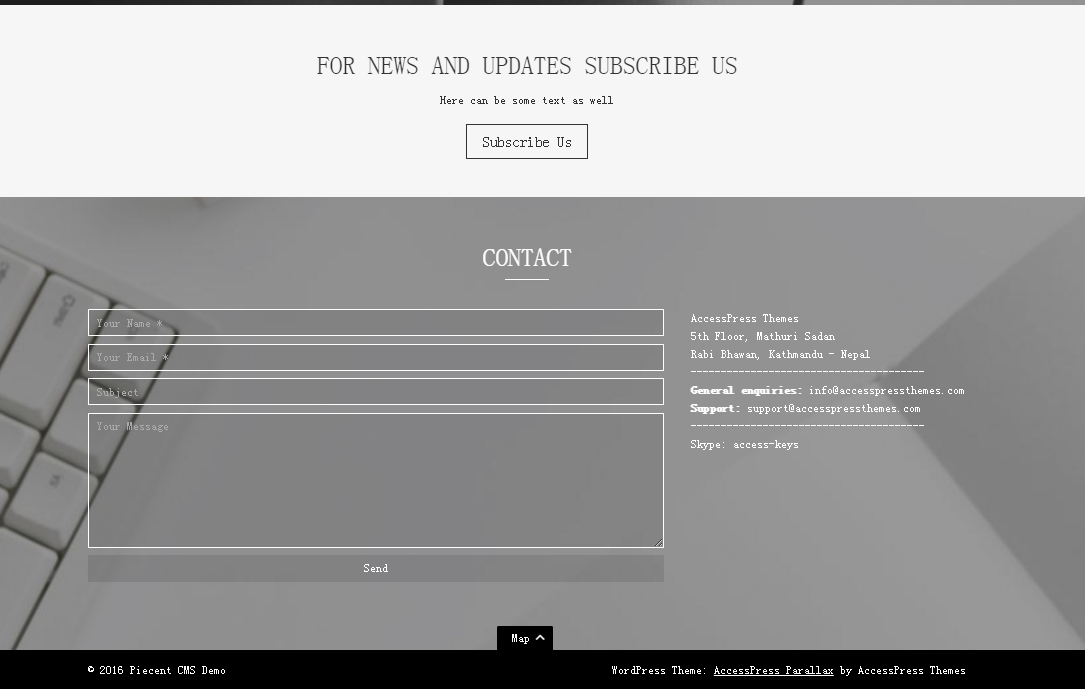 FOR NEWS AND UPDATES SUBSCRIBE US
Here can be some text as well
Subscribe Us
CONTACT
Your Name *
Your Email *
Subject
Your Message
Send
AccessPress Themes
5th Floor, Mathuri Sadan
Rabi Bhawan, Kathmandu - Nepal
---------------------------------------
General enquiries: info@accesspressthemes.com
Support: support@accesspressthemes.com
---------------------------------------
Skype: access-keys
Map
© 2016 Piecent CMS Demo
WordPress Theme: AccessPress Parallax by AccessPress Themes